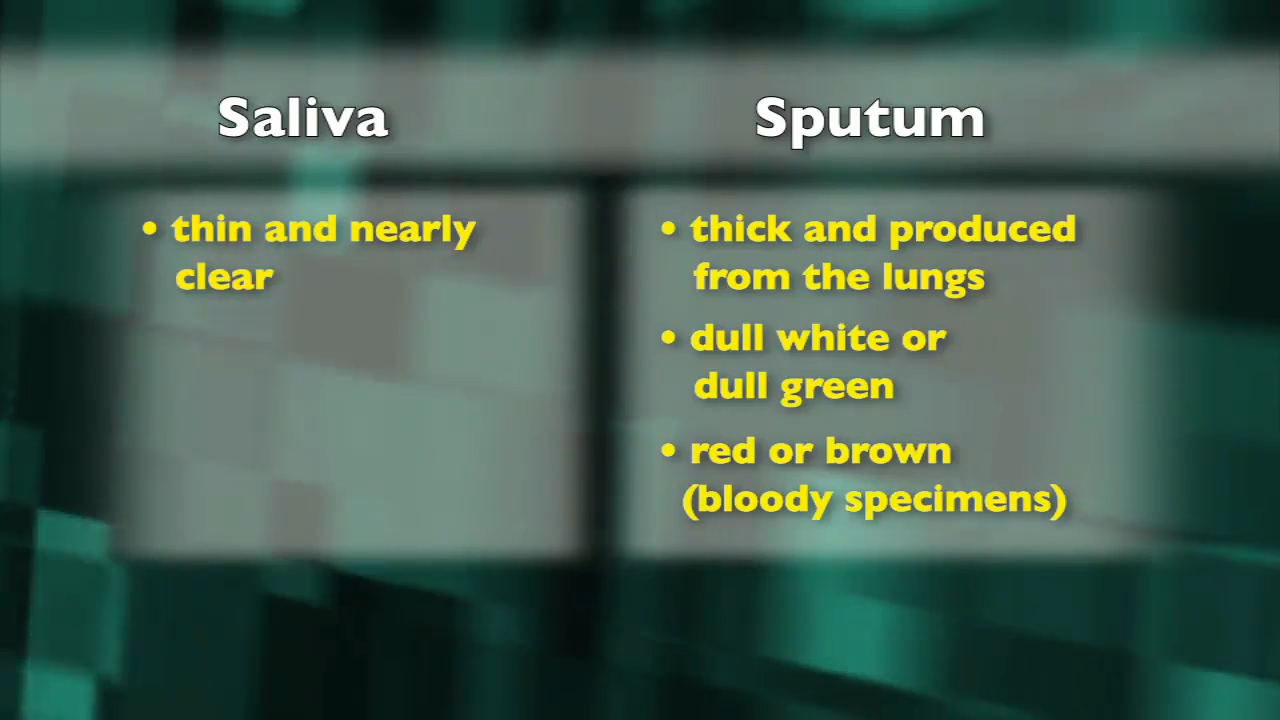 Saliva
• thin and nearly
clear
Sputum
• thick and produced
from the lungs
• dull white or
dull green
• red or brown
(bloody specimens)